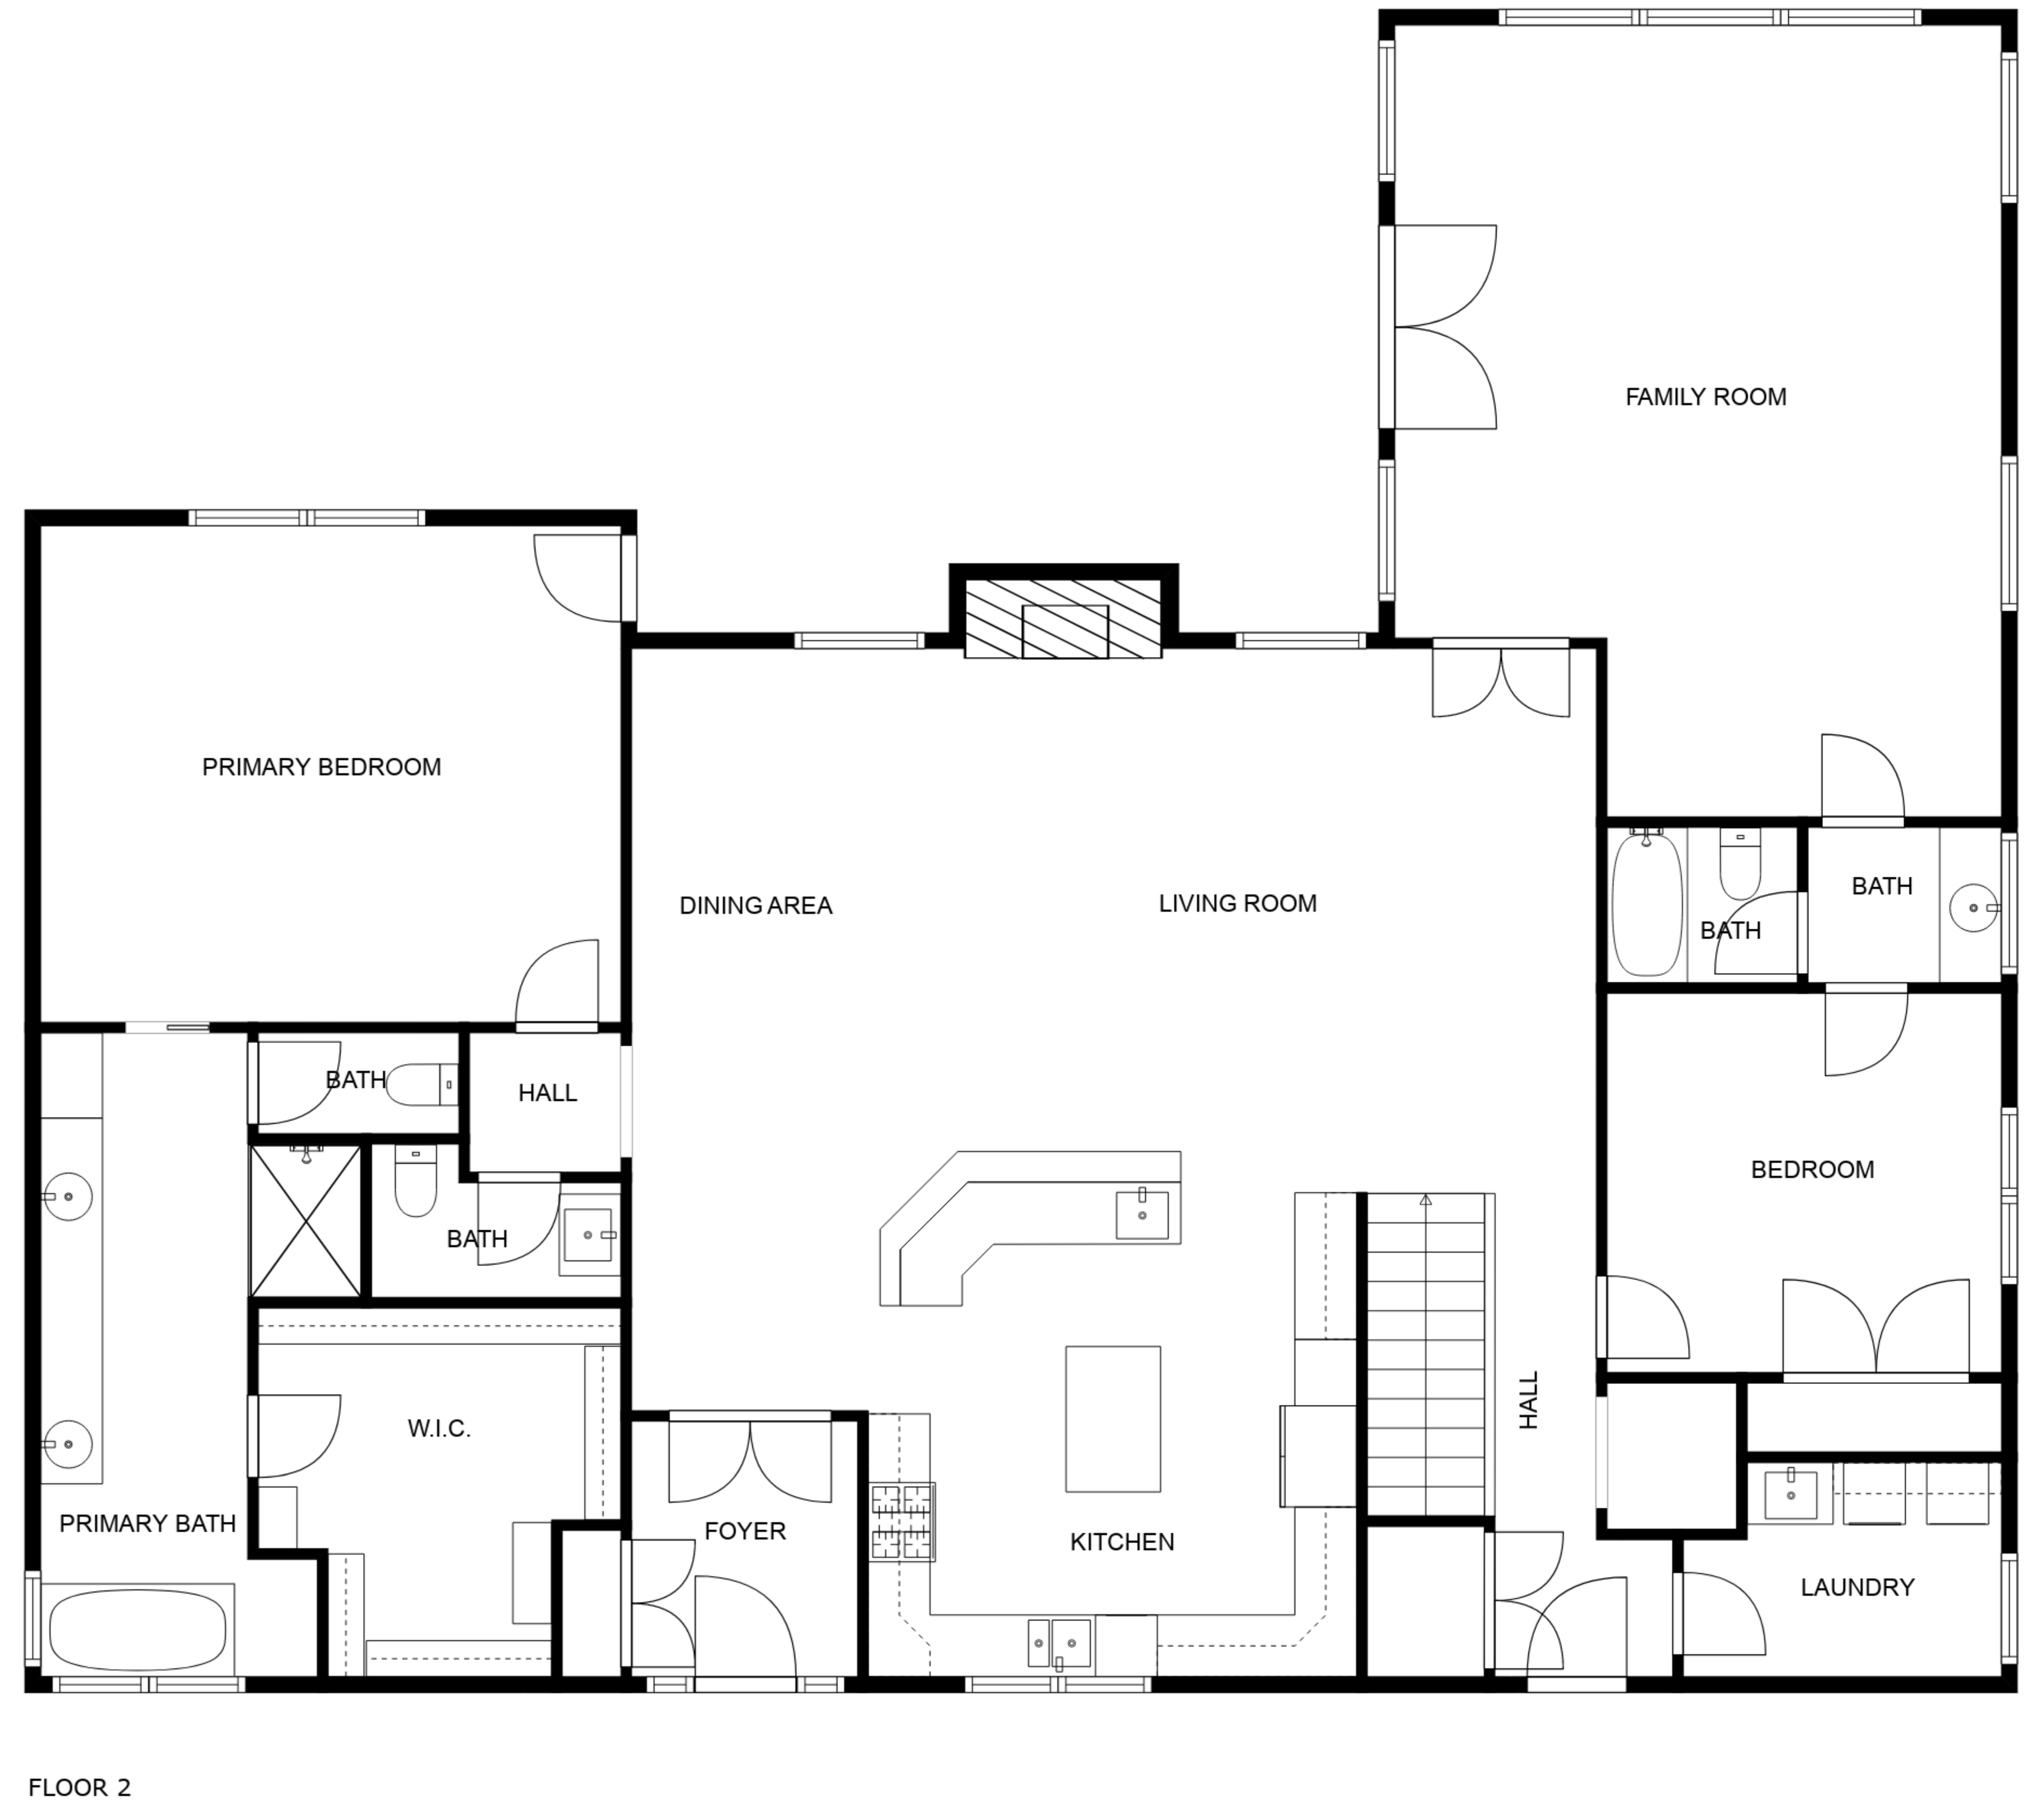 FAMILY ROOM
PRIMARY BEDROOM
DINING AREA
LIVING ROOM
BATH
BATH
BATH
HALL
BEDROOM
BATH
HALL
W.I.C.
PRIMARY BATH
FOYER
KITCHEN
LAUNDRY
FLOOR 2